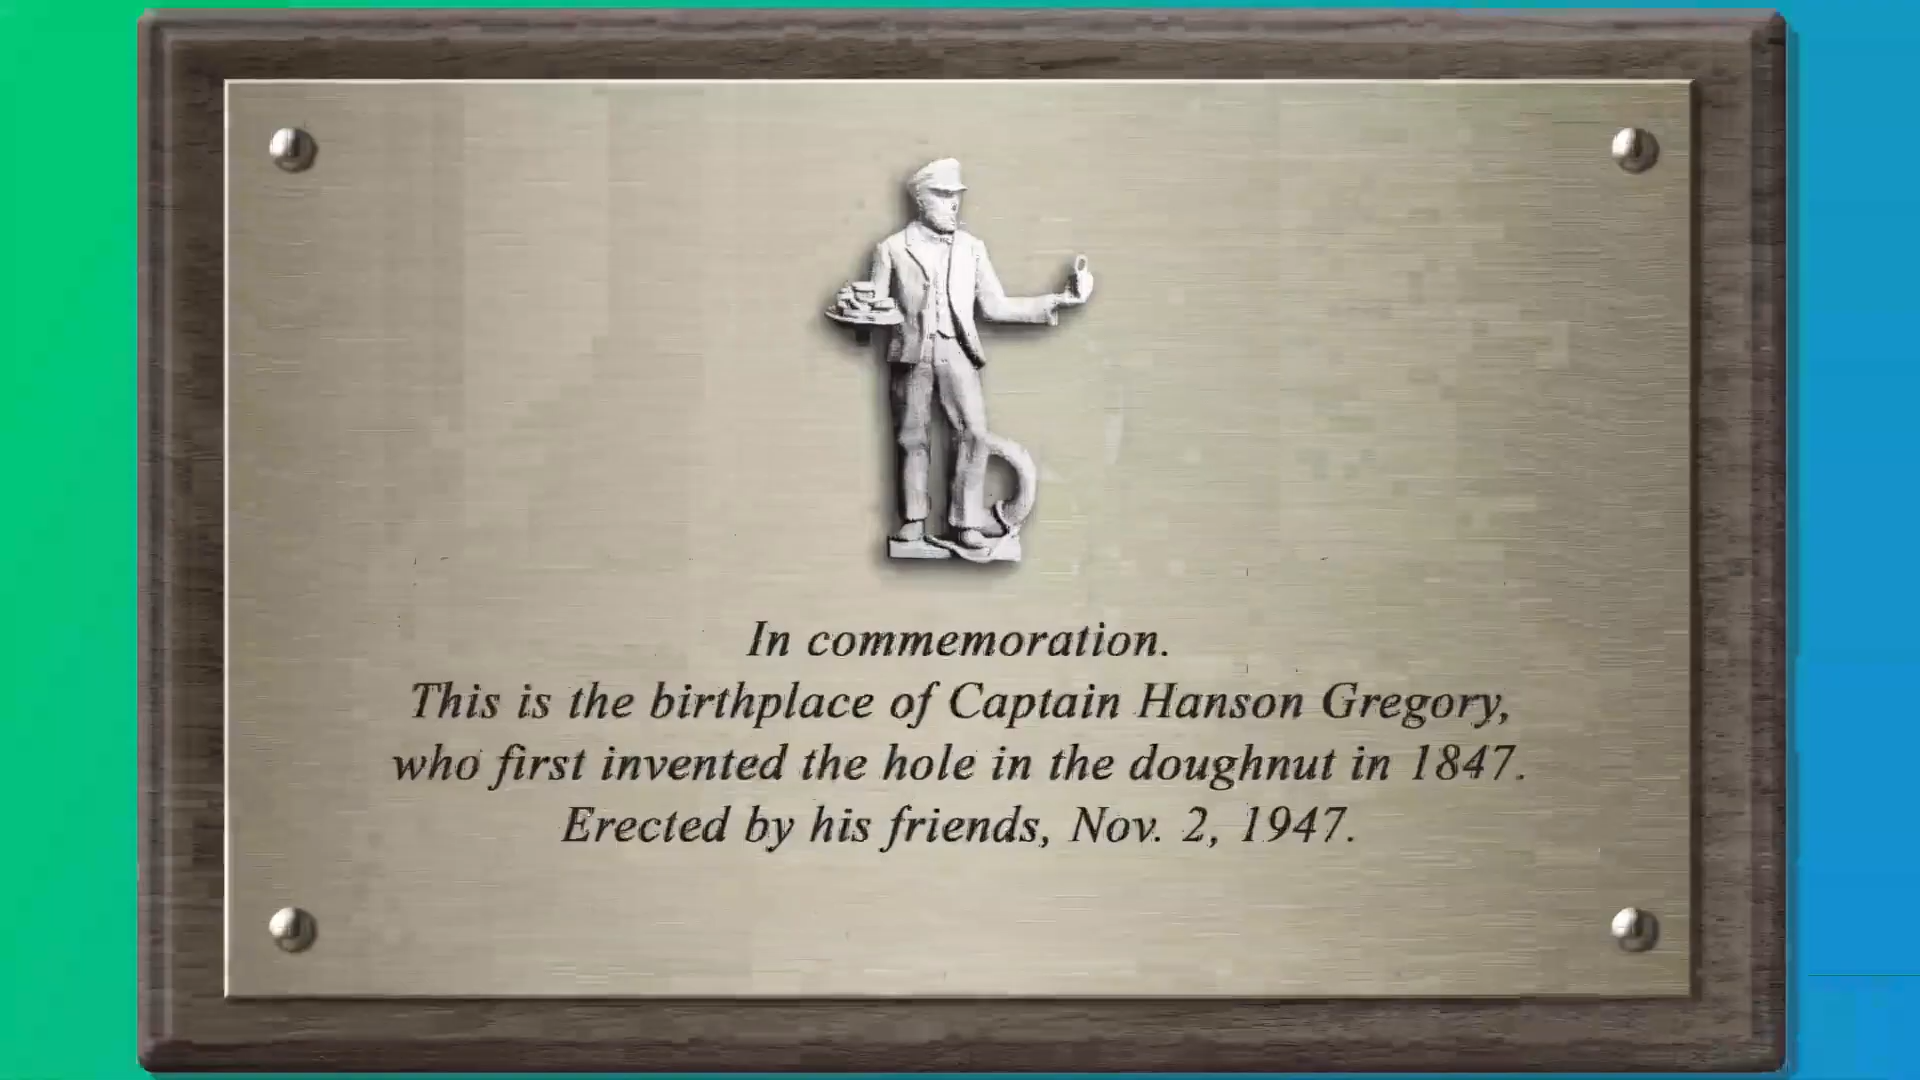 In commemoration.
This is the birthplace of Captain Hanson Gregory,
who first invented the hole in the doughnut in 1847.
Erected by his friends, Nov. 2, 1947.